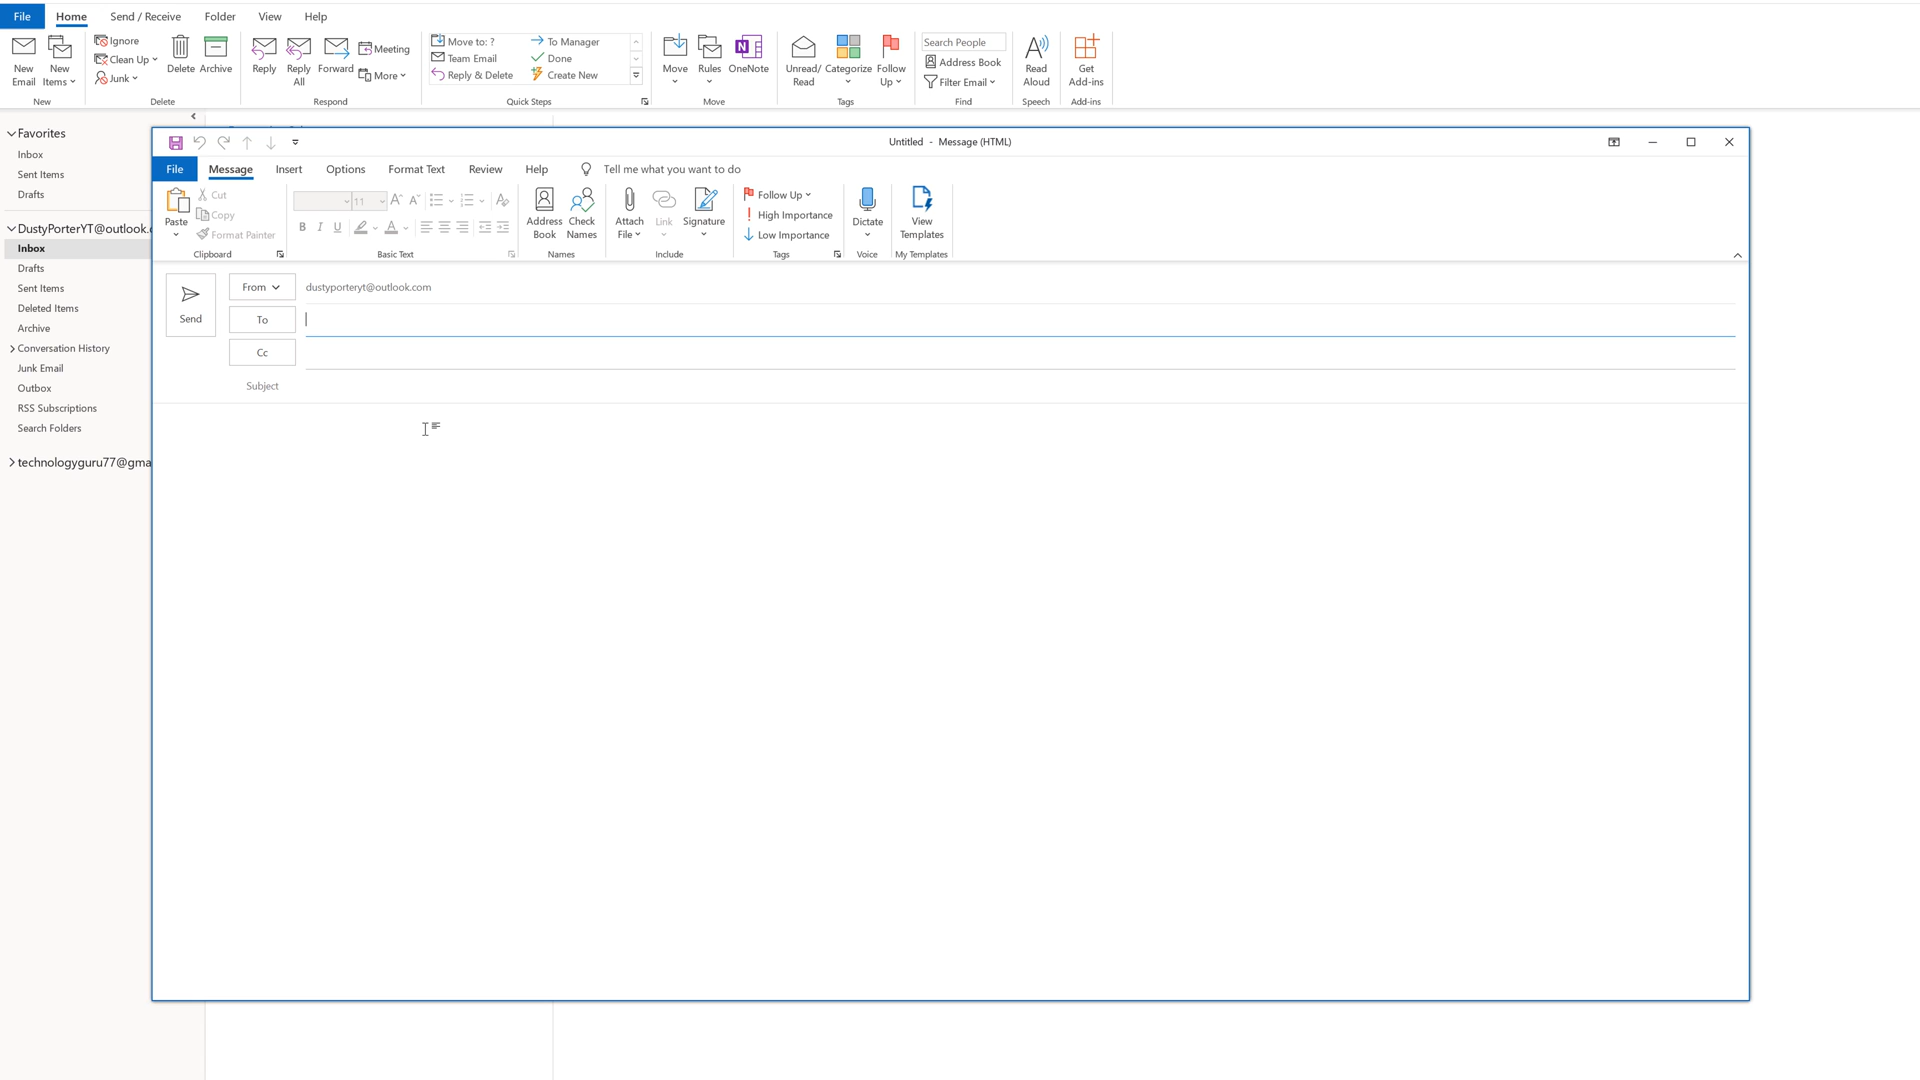 File Home Send / Receive Folder View Help
New Email
New Items
Ignore
Clean Up
Junk
Delete
Archive
Reply
Reply All
Forward
Meeting
More
Move to: ?
Team Email
Reply & Delete
To Manager
Done
Create New
Move
Rules
OneNote
Unread/ Read
Categorize
Follow Up
Search People
Address Book
Filter Email
Read Aloud
Get Add-ins
New Delete Respond Quick Steps Move Tags Find Speech Add-ins
Favorites
Inbox
Sent Items
Drafts
DustyPorterYT@outlook.c
Inbox
Drafts
Sent Items
Deleted Items
Archive
Conversation History
Junk Email
Outbox
RSS Subscriptions
Search Folders
technologyguru77@gma
Untitled - Message (HTML)
File Message Insert Options Format Text Review Help Tell me what you want to do
Paste
Cut
Copy
Format Painter
11
B I U
Address Book
Check Names
Attach File
Link
Signature
Follow Up
High Importance
Low Importance
Dictate
View Templates
Clipboard Basic Text Names Include Tags Voice My Templates
Send
From dustyporteryt@outlook.com
To
Cc
Subject